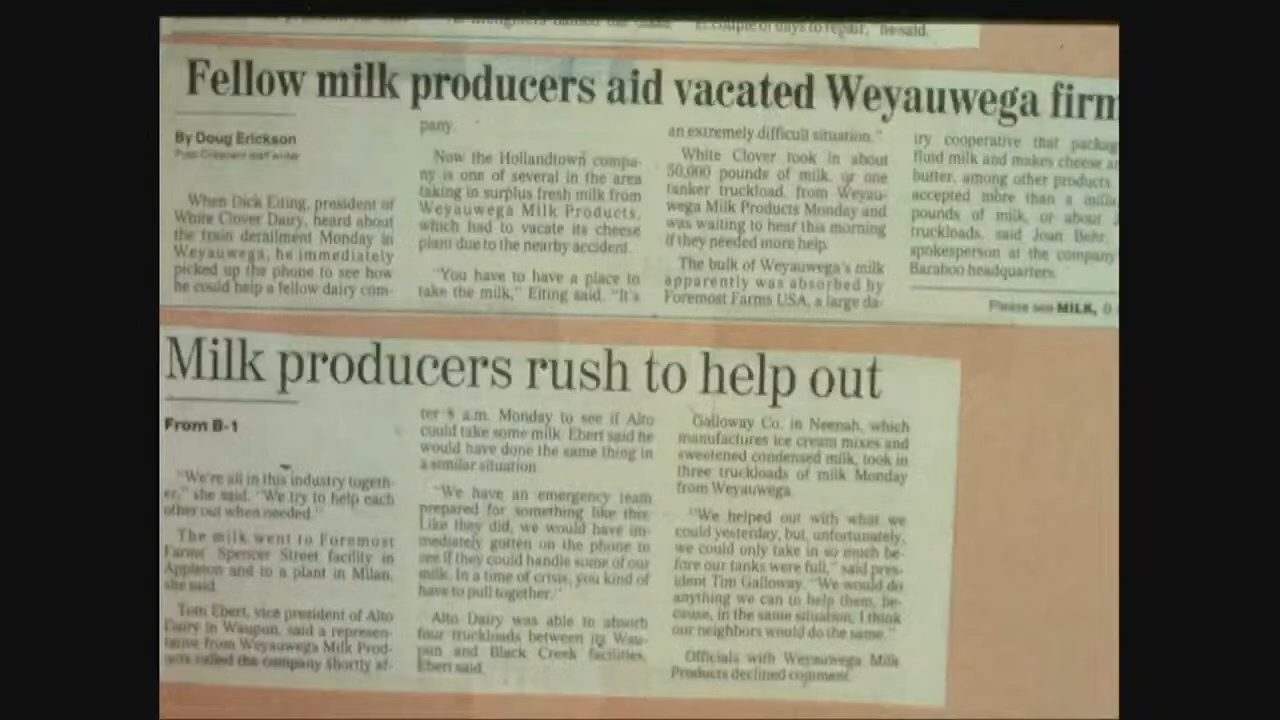 a couple of days to repair," he said.
Fellow milk producers aid vacated Weyauwega firm
By Doug Erickson
Post-Crescent staff writer
When Dick Eiting, president of
White Clover Dairy, heard about
the train derailment Monday in
Weyauwega, he immediately
picked up the phone to see how
he could help a fellow dairy com-
pany.
Now the Hollandtown compa-
ny is one of several in the area
taking in surplus fresh milk from
Weyauwega Milk Products,
which had to vacate its cheese
plant due to the nearby accident.
"You have to have a place to
take the milk," Eiting said. "It's
an extremely difficult situation."
White Clover took in about
50,000 pounds of milk, or one
tanker truckload, from Weyau-
wega Milk Products Monday and
was waiting to hear this morning
if they needed more help.
The bulk of Weyauwega's milk
apparently was absorbed by
Foremost Farms USA, a large da-
iry cooperative that packag
fluid milk and makes cheese a
butter, among other products
accepted more than a milli
pounds of milk, or about
truckloads, said Joan Behr,
spokesperson at the company
Baraboo headquarters.
Please see MILK,
Milk producers rush to help out
From B-1
"We're all in this industry togeth-
er," she said. "We try to help each
other out when needed."
The milk went to Foremost
Farms' Spencer Street facility in
Appleton and to a plant in Milan,
she said.
Tom Ebert, vice president of Alto
Dairy in Waupun, said a represen-
tative from Weyauwega Milk Prod-
ucts called the company shortly af-
ter 8 a.m. Monday to see if Alto
could take some milk. Ebert said he
would have done the same thing in
a similar situation.
"We have an emergency team
prepared for something like this.
Like they did, we would have im-
mediately gotten on the phone to
see if they could handle some of our
milk. In a time of crisis, you kind of
have to pull together."
Alto Dairy was able to absorb
four truckloads between its Wau-
pun and Black Creek facilities,
Ebert said.
Galloway Co. in Neenah, which
manufactures ice cream mixes and
sweetened condensed milk, took in
three truckloads of milk Monday
from Weyauwega.
"We helped out with what we
could yesterday, but, unfortunately,
we could only take in so much be-
fore our tanks were full," said pres-
ident Tim Galloway. "We would do
anything we can to help them, be-
cause, in the same situation, I think
our neighbors would do the same."
Officials with Weyauwega Milk
Products declined comment.